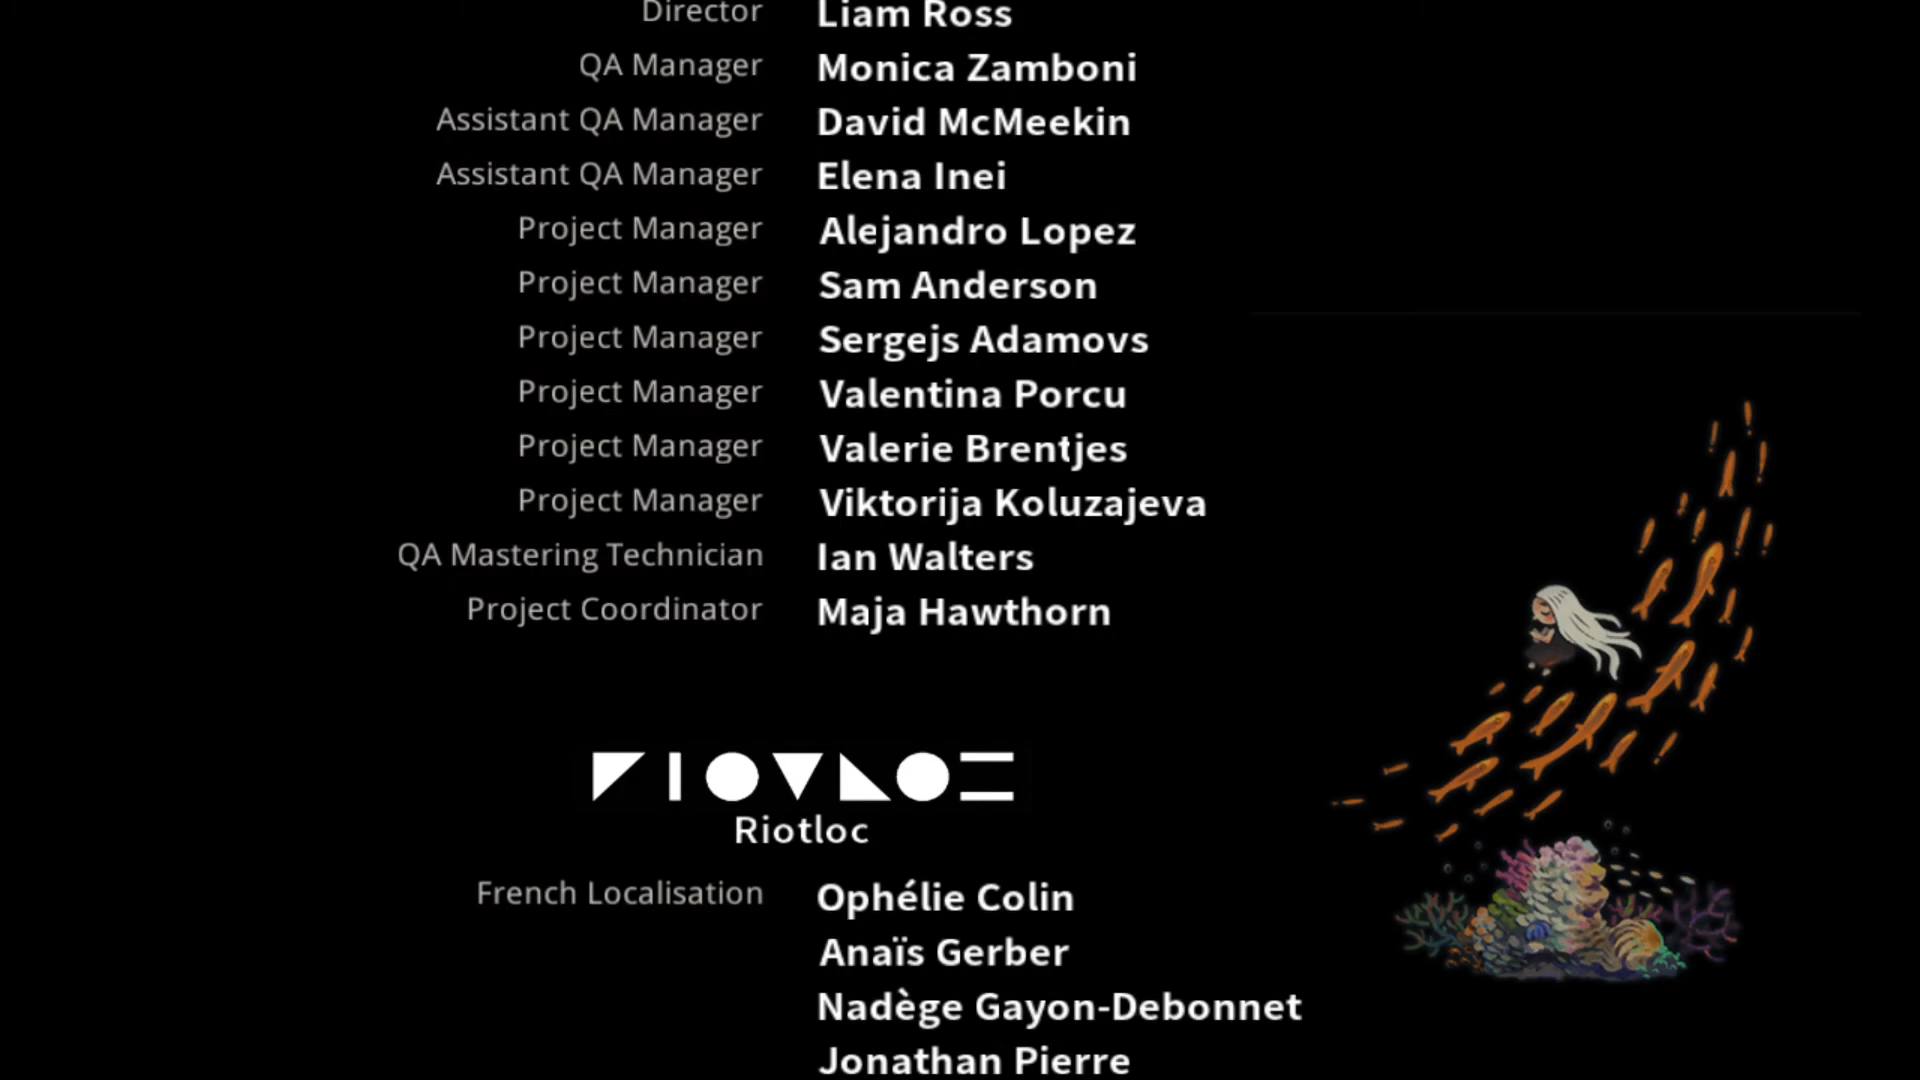 Director Liam Ross
QA Manager Monica Zamboni
Assistant QA Manager David McMeekin
Assistant QA Manager Elena Inei
Project Manager Alejandro Lopez
Project Manager Sam Anderson
Project Manager Sergejs Adamovs
Project Manager Valentina Porcu
Project Manager Valerie Brentjes
Project Manager Viktorija Koluzajeva
QA Mastering Technician Ian Walters
Project Coordinator Maja Hawthorn
Riotloc
French Localisation Ophélie Colin
Anaïs Gerber
Nadège Gayon-Debonnet
Jonathan Pierre